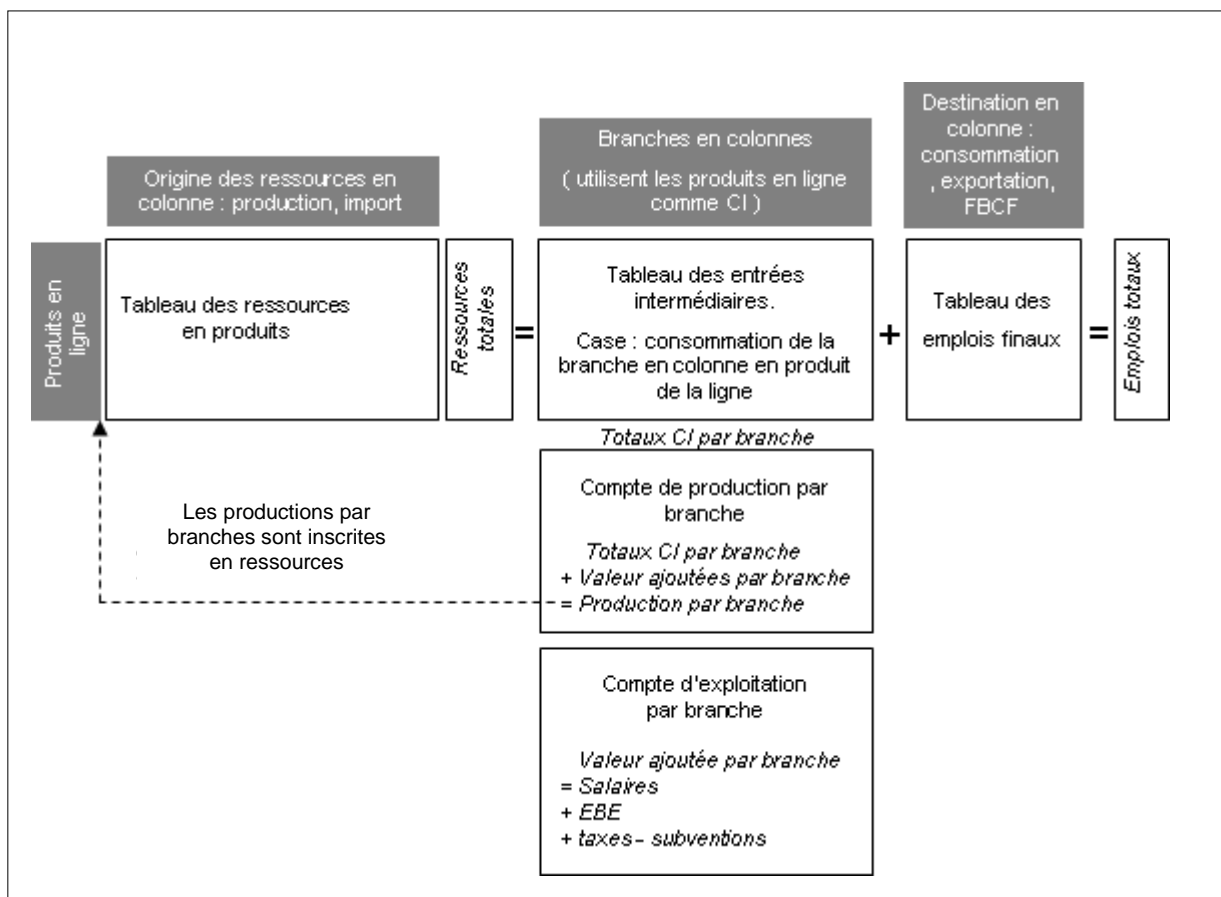 Origine des ressources en
colonne : production, import
Branches en colonnes
( utilisent les produits en ligne
comme CI )
Destination en
colonne :
consommation
, exportation,
FBCF
Produits en
ligne
Tableau des ressources
en produits
Ressources
totales
=
Tableau des entrées
intermédiaires.
Case : consommation de la
branche en colonne en produit
de la ligne
+
Tableau des
emplois finaux
=
Emplois totaux
Totaux CI par branche
Compte de production par
branche
Totaux CI par branche
+ Valeur ajoutées par branche
= Production par branche
Les productions par
branches sont inscrites
en ressources
Compte d'exploitation
par branche
Valeur ajoutée par branche
= Salaires
+ EBE
+ taxes- subventions